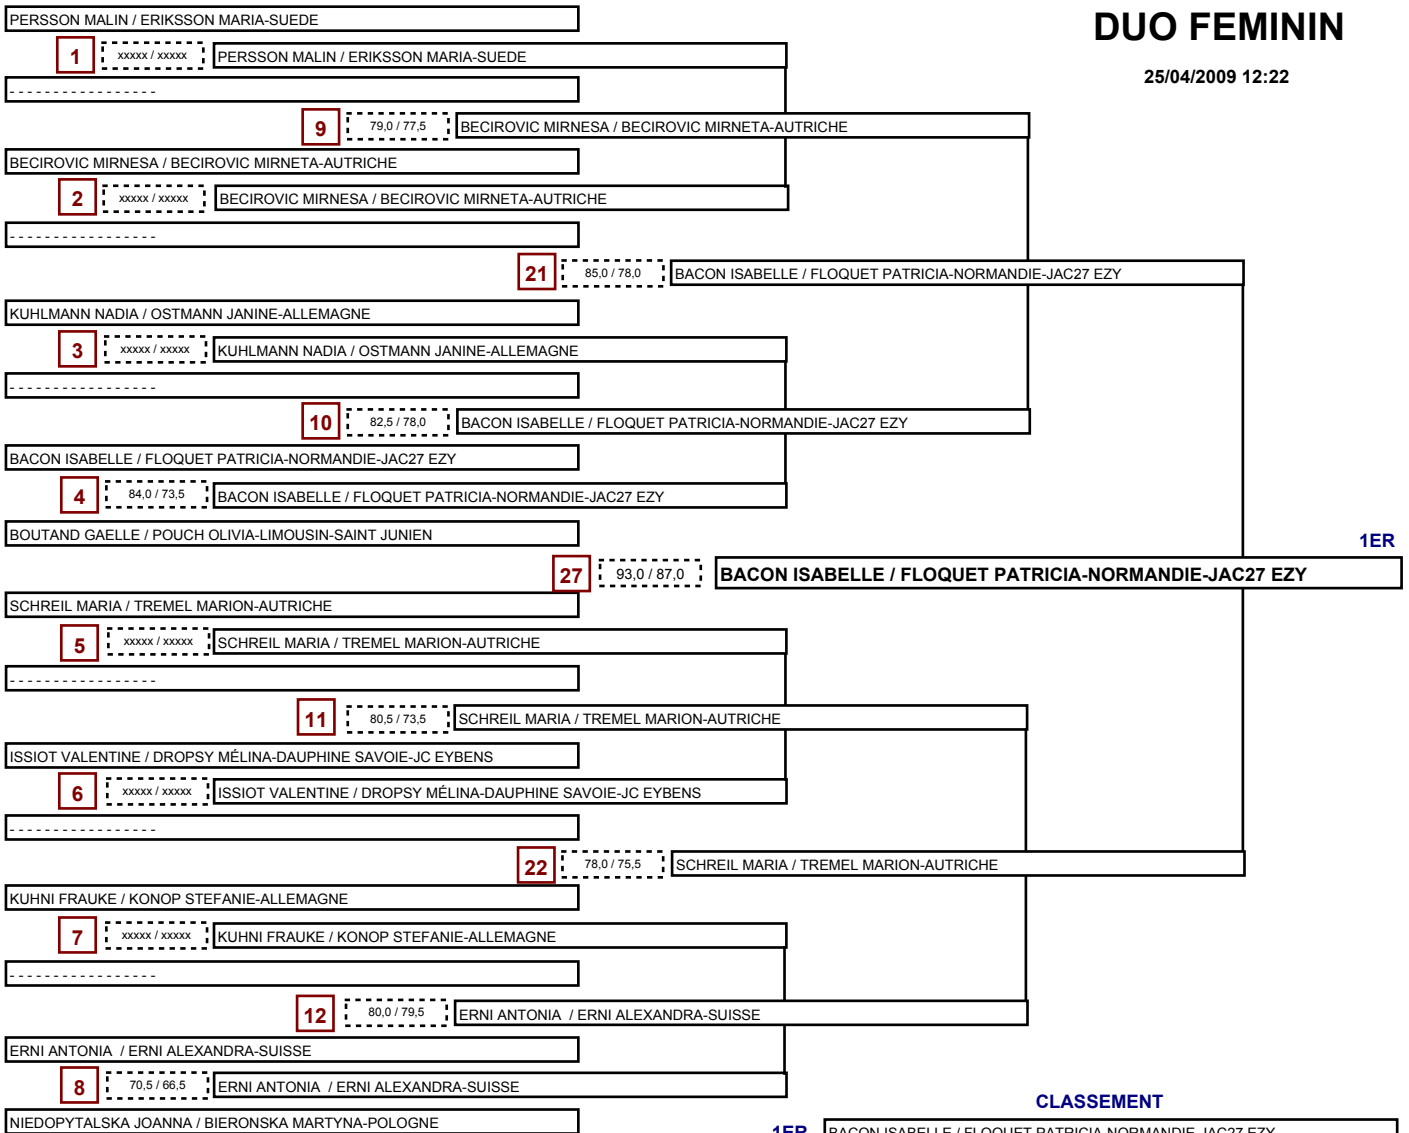 PERSSON MALIN / ERIKSSON MARIA-SUEDE
DUO FEMININ
1 xxxxx / xxxxx PERSSON MALIN / ERIKSSON MARIA-SUEDE
25/04/2009 12:22
- - - - - - - - - - - - - - - - -
9 79,0 / 77,5 BECIROVIC MIRNESA / BECIROVIC MIRNETA-AUTRICHE
BECIROVIC MIRNESA / BECIROVIC MIRNETA-AUTRICHE
2 xxxxx / xxxxx BECIROVIC MIRNESA / BECIROVIC MIRNETA-AUTRICHE
- - - - - - - - - - - - - - - - -
21 85,0 / 78,0 BACON ISABELLE / FLOQUET PATRICIA-NORMANDIE-JAC27 EZY
KUHLMANN NADIA / OSTMANN JANINE-ALLEMAGNE
3 xxxxx / xxxxx KUHLMANN NADIA / OSTMANN JANINE-ALLEMAGNE
- - - - - - - - - - - - - - - - -
10 82,5 / 78,0 BACON ISABELLE / FLOQUET PATRICIA-NORMANDIE-JAC27 EZY
BACON ISABELLE / FLOQUET PATRICIA-NORMANDIE-JAC27 EZY
4 84,0 / 73,5 BACON ISABELLE / FLOQUET PATRICIA-NORMANDIE-JAC27 EZY
BOUTAND GAELLE / POUCH OLIVIA-LIMOUSIN-SAINT JUNIEN
1ER
27 93,0 / 87,0 BACON ISABELLE / FLOQUET PATRICIA-NORMANDIE-JAC27 EZY
SCHREIL MARIA / TREMEL MARION-AUTRICHE
5 xxxxx / xxxxx SCHREIL MARIA / TREMEL MARION-AUTRICHE
- - - - - - - - - - - - - - - - -
11 80,5 / 73,5 SCHREIL MARIA / TREMEL MARION-AUTRICHE
ISSIOT VALENTINE / DROPSY MÉLINA-DAUPHINE SAVOIE-JC EYBENS
6 xxxxx / xxxxx ISSIOT VALENTINE / DROPSY MÉLINA-DAUPHINE SAVOIE-JC EYBENS
- - - - - - - - - - - - - - - - -
22 78,0 / 75,5 SCHREIL MARIA / TREMEL MARION-AUTRICHE
KUHNI FRAUKE / KONOP STEFANIE-ALLEMAGNE
7 xxxxx / xxxxx KUHNI FRAUKE / KONOP STEFANIE-ALLEMAGNE
- - - - - - - - - - - - - - - - -
12 80,0 / 79,5 ERNI ANTONIA / ERNI ALEXANDRA-SUISSE
ERNI ANTONIA / ERNI ALEXANDRA-SUISSE
8 70,5 / 66,5 ERNI ANTONIA / ERNI ALEXANDRA-SUISSE
CLASSEMENT
NIEDOPYTALSKA JOANNA / BIERONSKA MARTYNA-POLOGNE
1ER BACON ISABELLE / FLOQUET PATRICIA-NORMANDIE-JAC27 EZY